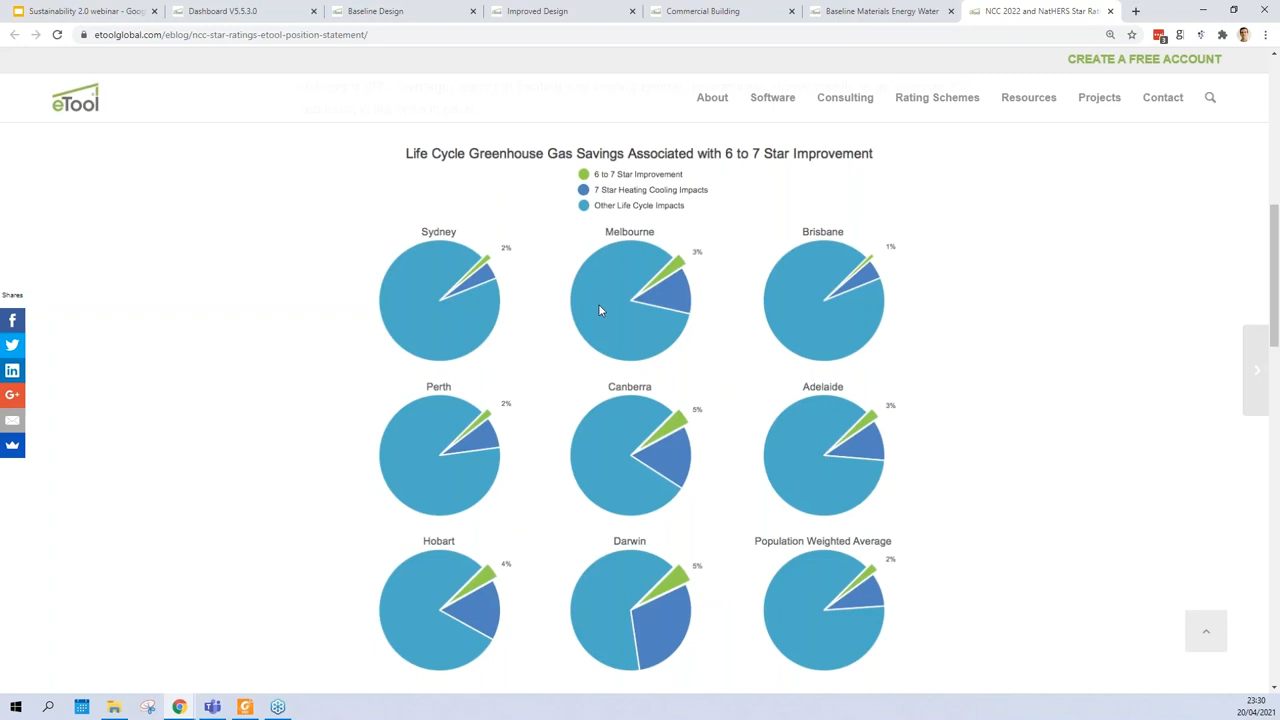 Sustainability 2.0 webinar - Goog
Dashboard V5.5.3.0
Baseline Design
Improved Design
Commercial Building
Baseline Materials Energy Water
NCC 2022 and NatHERS Star Rat
etoolglobal.com/eblog/ncc-star-ratings-etool-position-statement/
3
CREATE A FREE ACCOUNT
eTool
About
Software
Consulting
Rating Schemes
Resources
Projects
Contact
Life Cycle Greenhouse Gas Savings Associated with 6 to 7 Star Improvement
6 to 7 Star Improvement
7 Star Heating Cooling Impacts
Other Life Cycle Impacts
Sydney
2%
Melbourne
3%
Brisbane
1%
Shares
Perth
2%
Canberra
5%
Adelaide
3%
Hobart
4%
Darwin
5%
Population Weighted Average
2%
23:30
20/04/2021